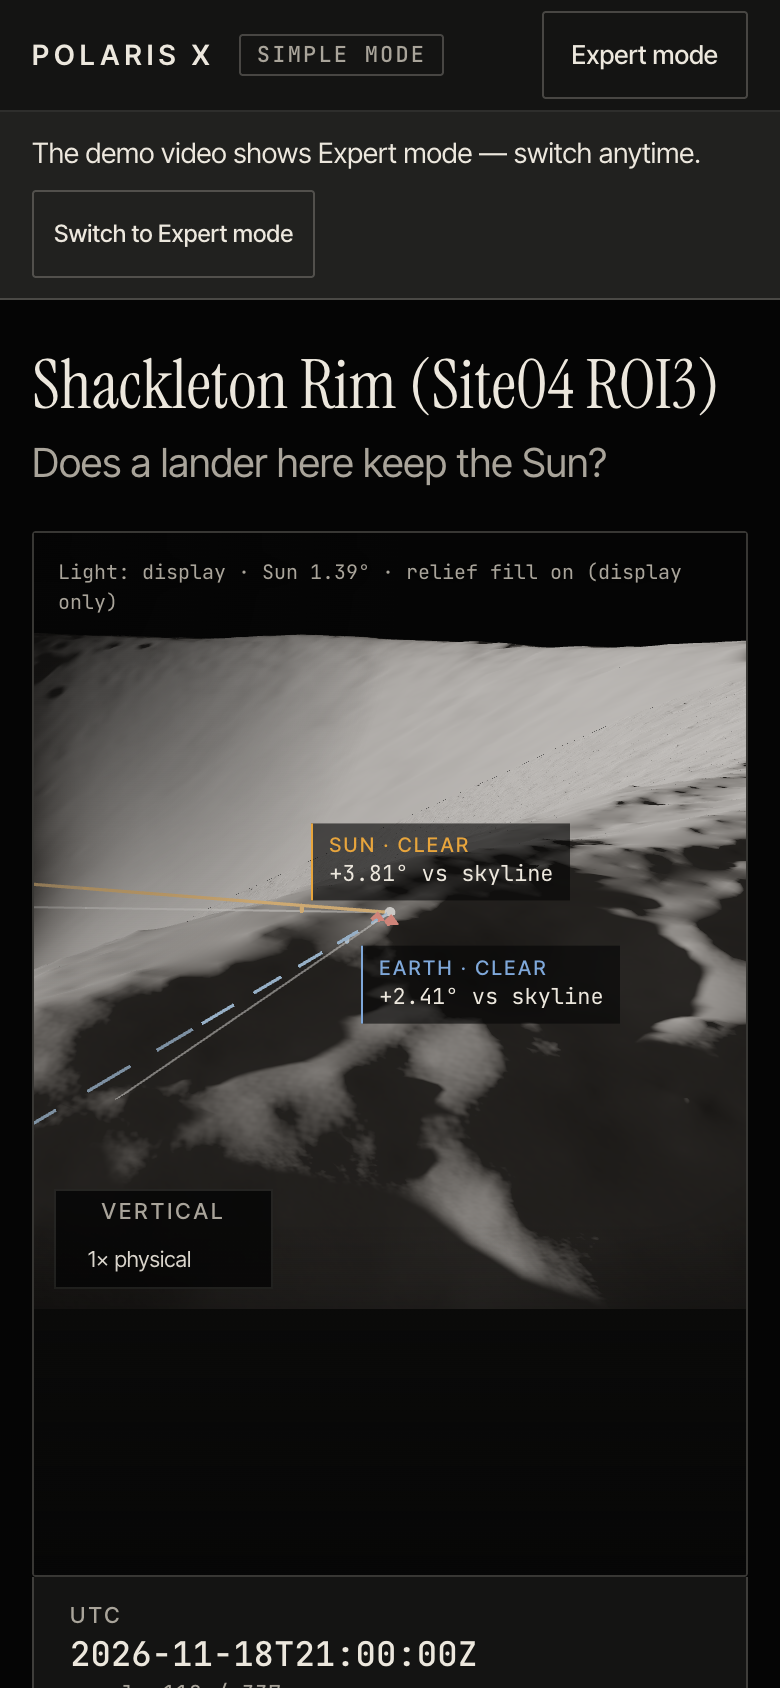 POLARIS X
SIMPLE MODE
Expert mode
The demo video shows Expert mode — switch anytime.
Switch to Expert mode
Shackleton Rim (Site04 ROI3)
Does a lander here keep the Sun?
Light: display · Sun 1.39° · relief fill on (display
only)
SUN · CLEAR
+3.81° vs skyline
EARTH · CLEAR
+2.41° vs skyline
VERTICAL
1× physical
UTC
2026-11-18T21:00:00Z